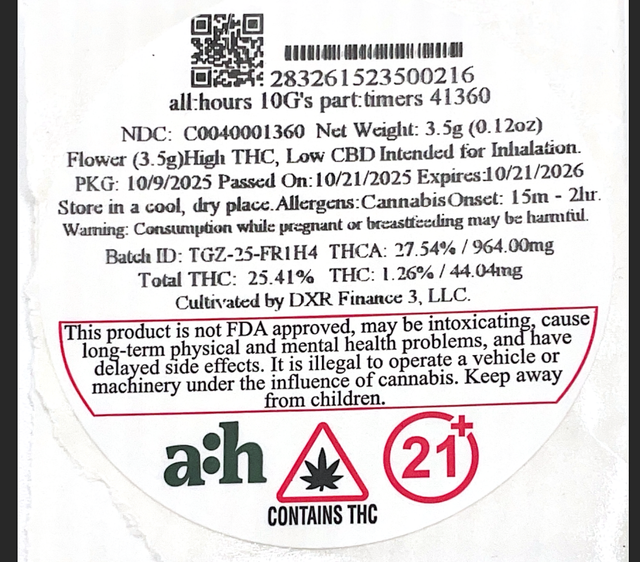 283261523500216
all:hours 10G's part:timers 41360
NDC: C0040001360 Net Weight: 3.5g (0.12oz)
Flower (3.5g)High THC, Low CBD Intended for Inhalation.
PKG: 10/9/2025 Passed On:10/21/2025 Expires:10/21/2026
Store in a cool, dry place.Allergens:Cannabis Onset: 15m - 2hr.
Warning: Consumption while pregnant or breastfeeding may be harmful.
Batch ID: TGZ-25-FR1H4 THCA: 27.54% / 964.00mg
Total THC: 25.41% THC: 1.26% / 44.04mg
Cultivated by DXR Finance 3, LLC.
This product is not FDA approved, may be intoxicating, cause
long-term physical and mental health problems, and have
delayed side effects. It is illegal to operate a vehicle or
machinery under the influence of cannabis. Keep away
from children.
a:h
21+
CONTAINS THC